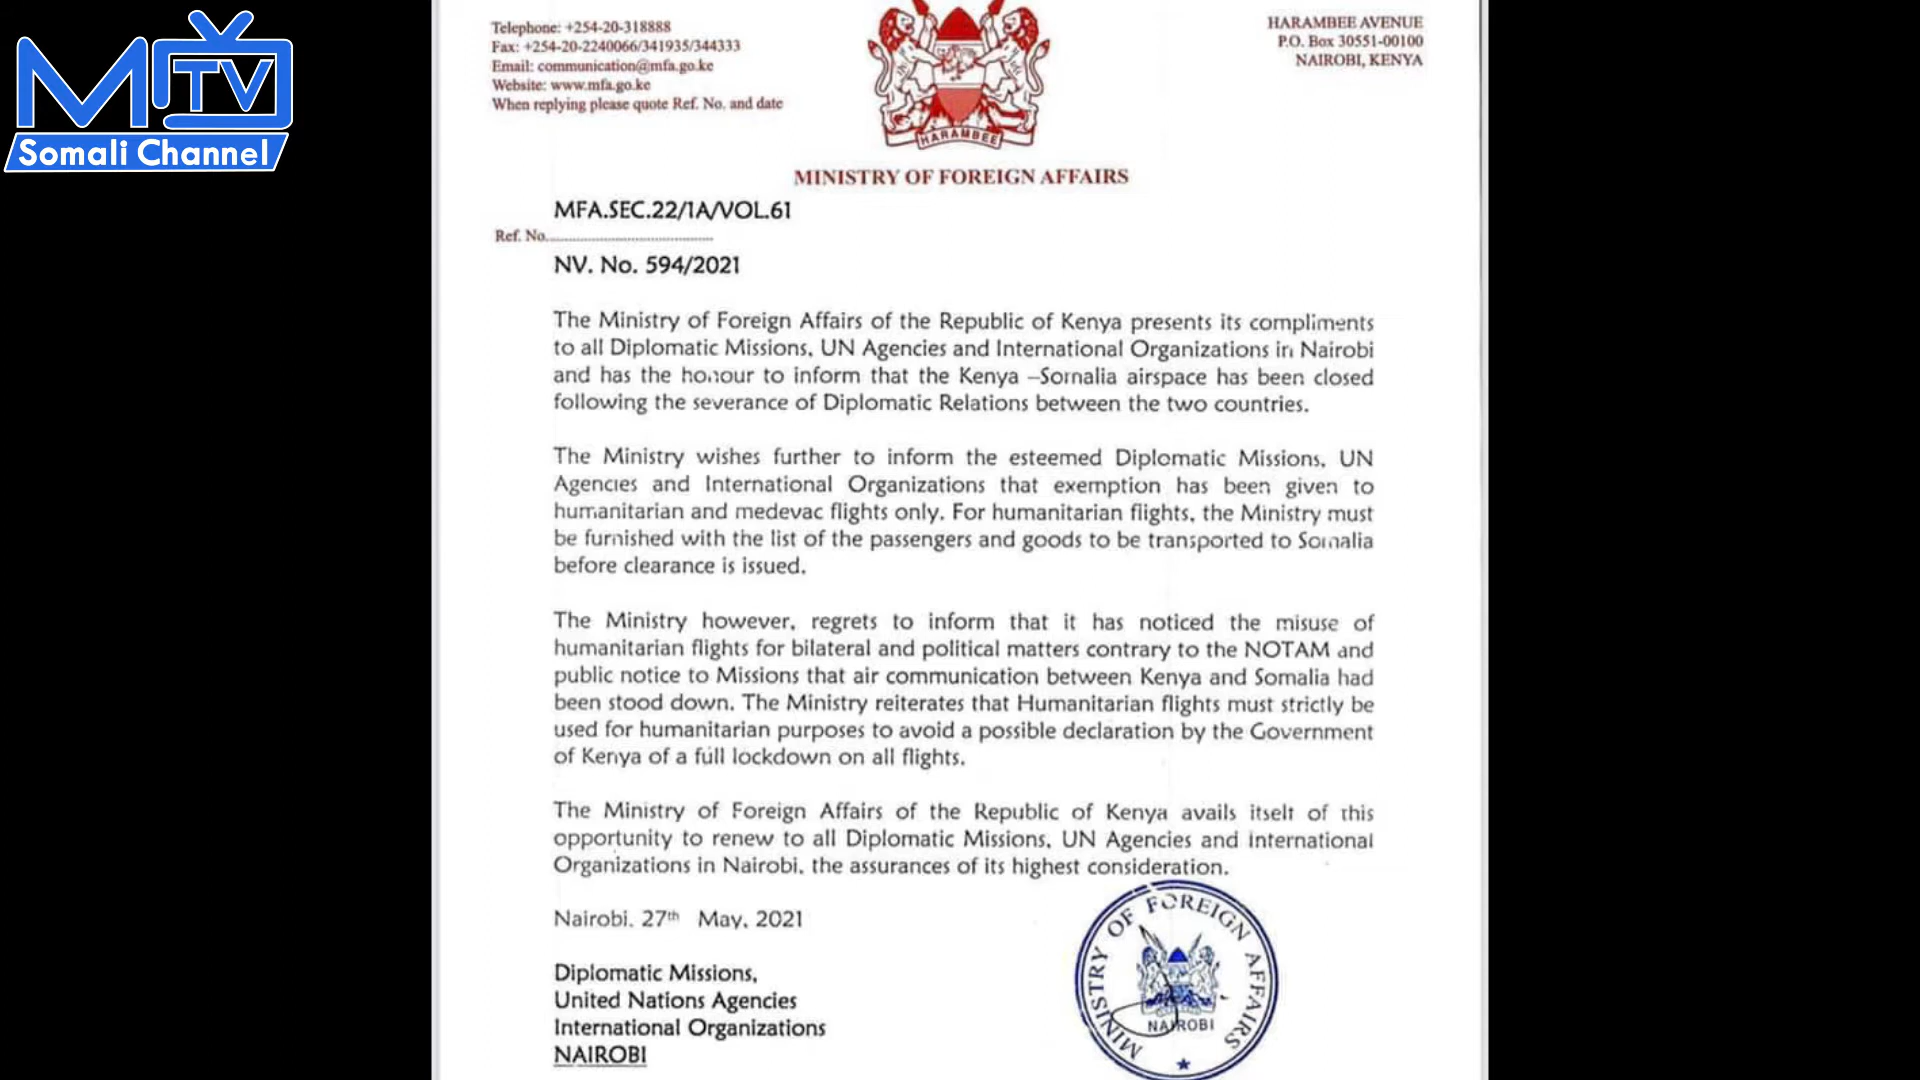 MTV
Somali Channel
Telephone: +254-20-318888
Fax: +254-20-2240066/341935/344333
Email: communication@mfa.go.ke
Website: www.mfa.go.ke
When replying please quote Ref. No. and date
HARAMBEE
HARAMBEE AVENUE
P.O. Box 30551-00100
NAIROBI, KENYA
MINISTRY OF FOREIGN AFFAIRS
MFA.SEC.22/1A/VOL.61
Ref. No.............................................
NV. No. 594/2021
The Ministry of Foreign Affairs of the Republic of Kenya presents its compliments
to all Diplomatic Missions, UN Agencies and International Organizations in Nairobi
and has the honour to inform that the Kenya –Somalia airspace has been closed
following the severance of Diplomatic Relations between the two countries.
The Ministry wishes further to inform the esteemed Diplomatic Missions, UN
Agencies and International Organizations that exemption has been given to
humanitarian and medevac flights only. For humanitarian flights, the Ministry must
be furnished with the list of the passengers and goods to be transported to Somalia
before clearance is issued.
The Ministry however, regrets to inform that it has noticed the misuse of
humanitarian flights for bilateral and political matters contrary to the NOTAM and
public notice to Missions that air communication between Kenya and Somalia had
been stood down. The Ministry reiterates that Humanitarian flights must strictly be
used for humanitarian purposes to avoid a possible declaration by the Government
of Kenya of a full lockdown on all flights.
The Ministry of Foreign Affairs of the Republic of Kenya avails itself of this
opportunity to renew to all Diplomatic Missions, UN Agencies and International
Organizations in Nairobi, the assurances of its highest consideration.
Nairobi, 27th May, 2021
Diplomatic Missions,
United Nations Agencies
International Organizations
NAIROBI
MINISTRY OF FOREIGN AFFAIRS
NAIROBI